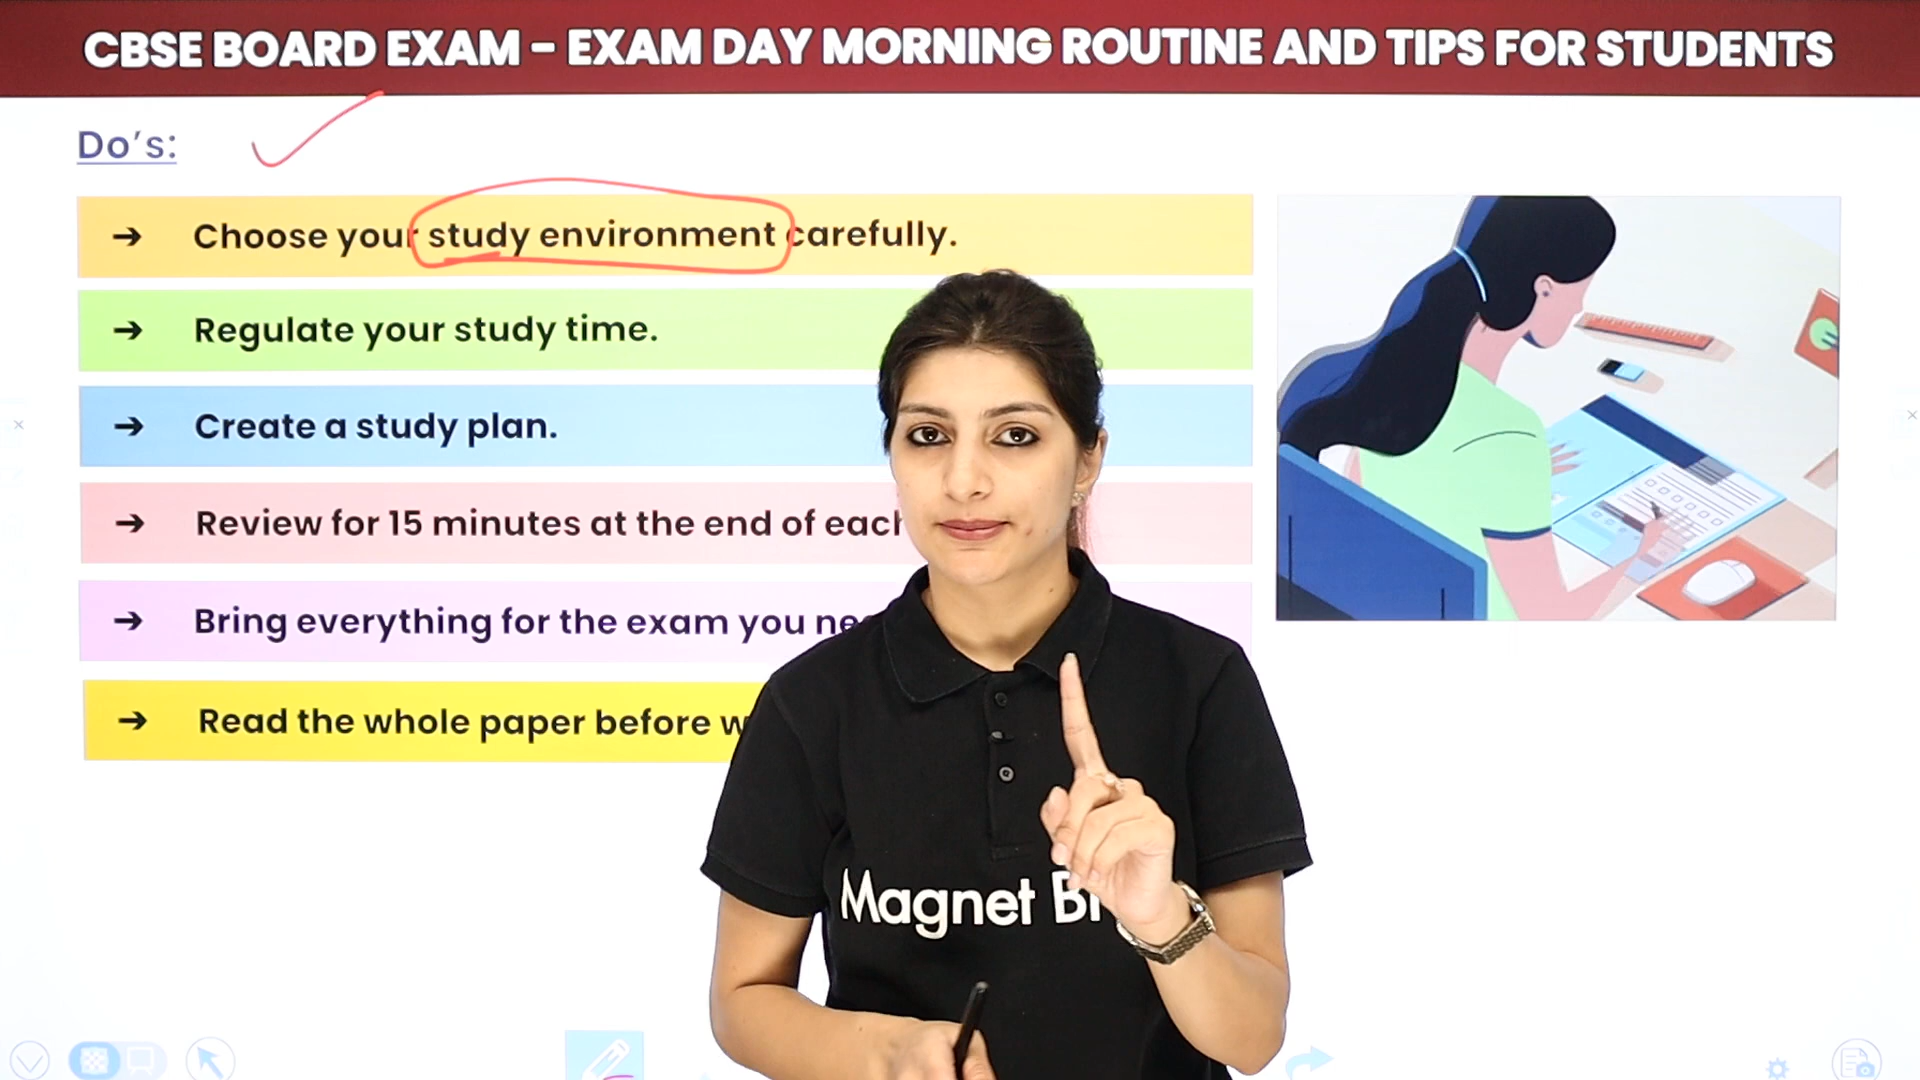 CBSE BOARD EXAM – EXAM DAY MORNING ROUTINE AND TIPS FOR STUDENTS
Do's:
➔ Choose your study environment carefully.
➔ Regulate your study time.
➔ Create a study plan.
➔ Review for 15 minutes at the end of each
➔ Bring everything for the exam you
➔ Read the whole paper before
Magnet